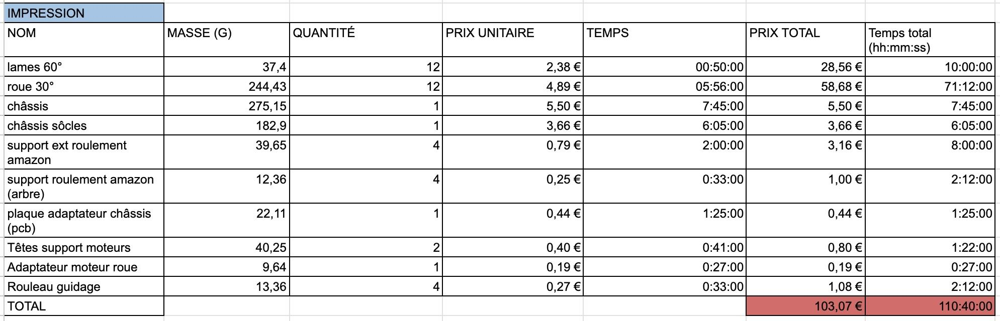 IMPRESSION
NOM MASSE (G) QUANTITÉ PRIX UNITAIRE TEMPS PRIX TOTAL Temps total
(hh:mm:ss)
lames 60° 37,4 12 2,38 € 00:50:00 28,56 € 10:00:00
roue 30° 244,43 12 4,89 € 05:56:00 58,68 € 71:12:00
châssis 275,15 1 5,50 € 7:45:00 5,50 € 7:45:00
châssis sôcles 182,9 1 3,66 € 6:05:00 3,66 € 6:05:00
support ext roulement 39,65 4 0,79 € 2:00:00 3,16 € 8:00:00
amazon
support roulement amazon 12,36 4 0,25 € 0:33:00 1,00 € 2:12:00
(arbre)
plaque adaptateur châssis 22,11 1 0,44 € 1:25:00 0,44 € 1:25:00
(pcb)
Têtes support moteurs 40,25 2 0,40 € 0:41:00 0,80 € 1:22:00
Adaptateur moteur roue 9,64 1 0,19 € 0:27:00 0,19 € 0:27:00
Rouleau guidage 13,36 4 0,27 € 0:33:00 1,08 € 2:12:00
TOTAL 103,07 € 110:40:00